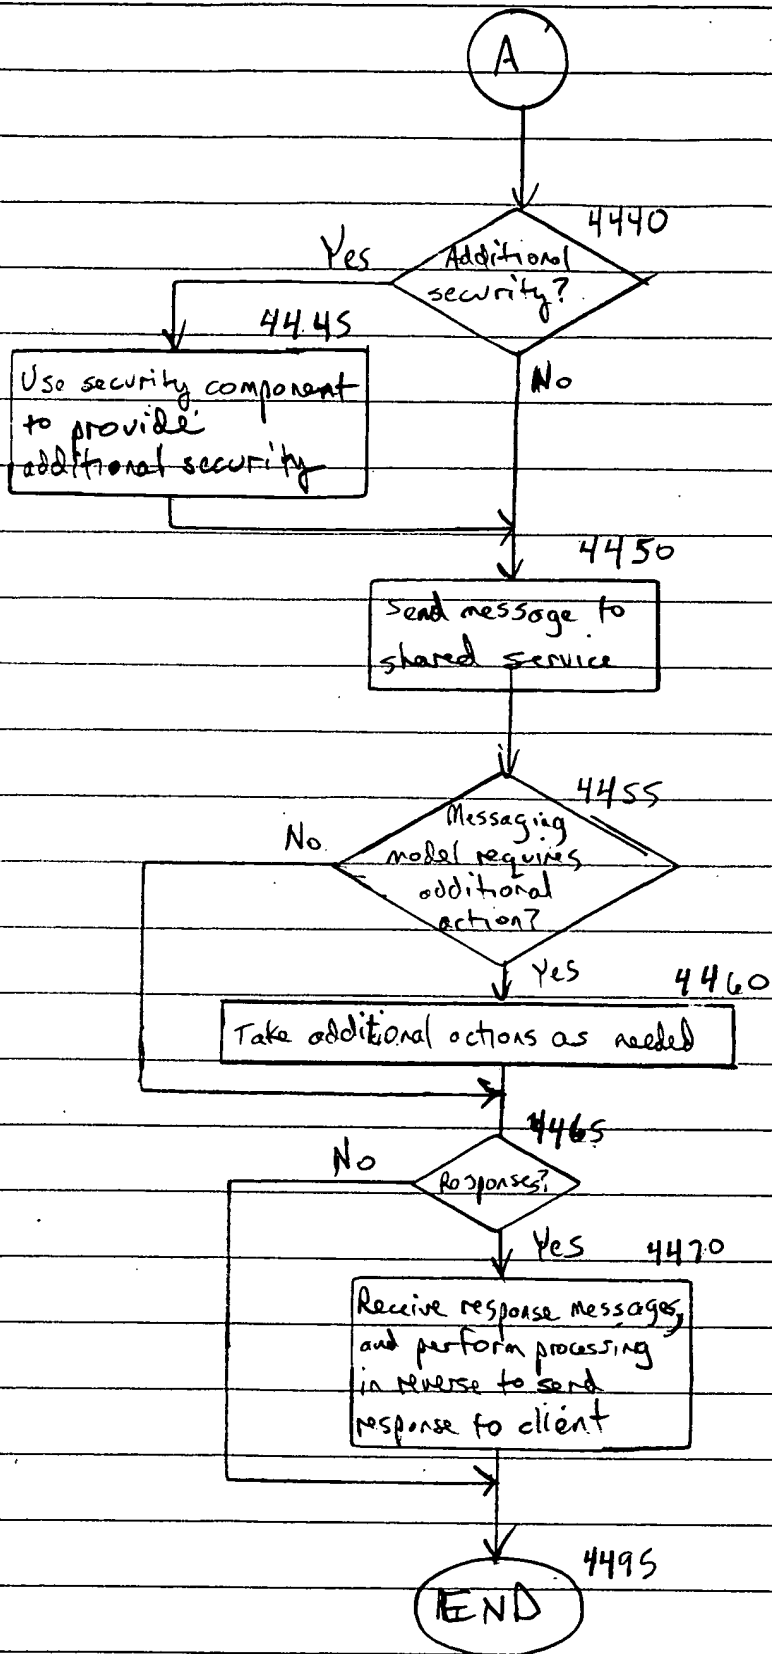 A
4440
Yes
Additional
security?
4445
No
Use security component
to provide
additional security
4450
Send message to
shared service
4455
No
Messaging
model requires
additional
action?
Yes
4460
Take additional actions as needed
4465
No
Responses?
Yes
4470
Receive response messages,
and perform processing
in reverse to send
response to client
4495
END